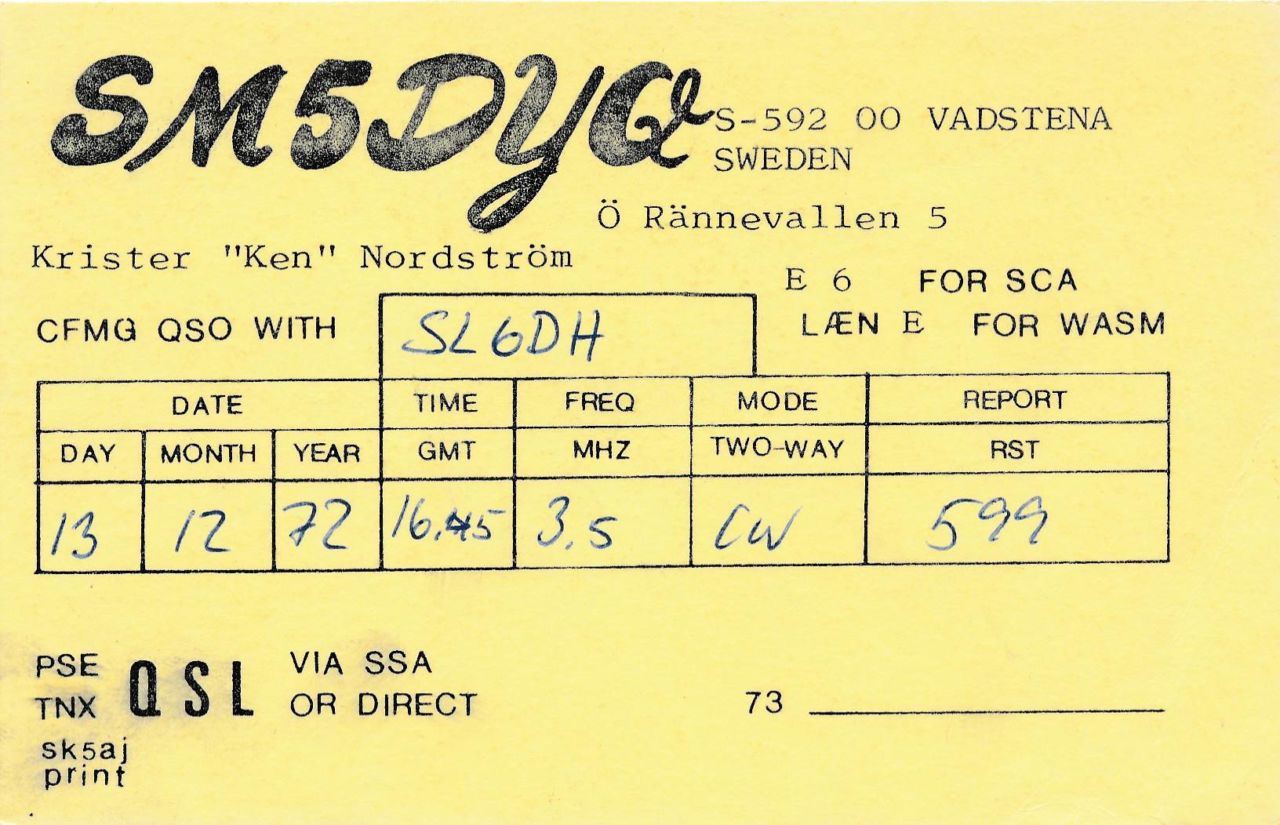 SM5DYQ
S-592 00 VADSTENA
SWEDEN
Ö Rännevallen 5
Krister "Ken" Nordström
E 6 FOR SCA
LÆN E FOR WASM
CFMG QSO WITH SL6DH
DATE TIME FREQ MODE REPORT
DAY MONTH YEAR GMT MHZ TWO-WAY RST
13 12 72 16.45 3.5 CW 599
PSE QSL VIA SSA
TNX OR DIRECT
73
sk5aj
print